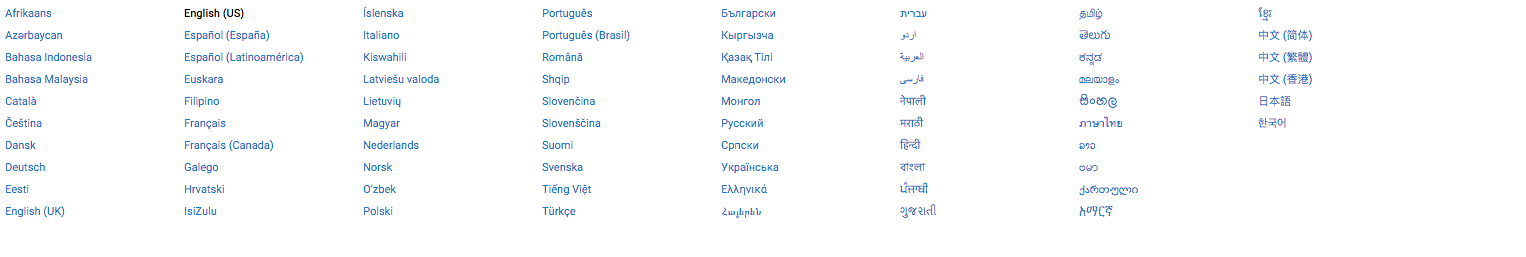 Afrikaans
Azərbaycan
Bahasa Indonesia
Bahasa Malaysia
Català
Čeština
Dansk
Deutsch
Eesti
English (UK)
English (US)
Español (España)
Español (Latinoamérica)
Euskara
Filipino
Français
Français (Canada)
Galego
Hrvatski
IsiZulu
Íslenska
Italiano
Kiswahili
Latviešu valoda
Lietuvių
Magyar
Nederlands
Norsk
O‘zbek
Polski
Português
Português (Brasil)
Română
Shqip
Slovenčina
Slovenščina
Suomi
Svenska
Tiếng Việt
Türkçe
Български
Кыргызча
Қазақ Тілі
Македонски
Монгол
Русский
Српски
Українська
Ελληνικά
Հայերեն
עברית
اردو
العربية
فارسی
नेपाली
मराठी
हिन्दी
বাংলা
ਪੰਜਾਬੀ
ગુજરાતી
தமிழ்
తెలుగు
ಕನ್ನಡ
മലയാളം
සිංහල
ภาษาไทย
ລາວ
ဗမာ
ქართული
አማርኛ
ខ្មែរ
中文 (简体)
中文 (繁體)
中文 (香港)
日本語
한국어